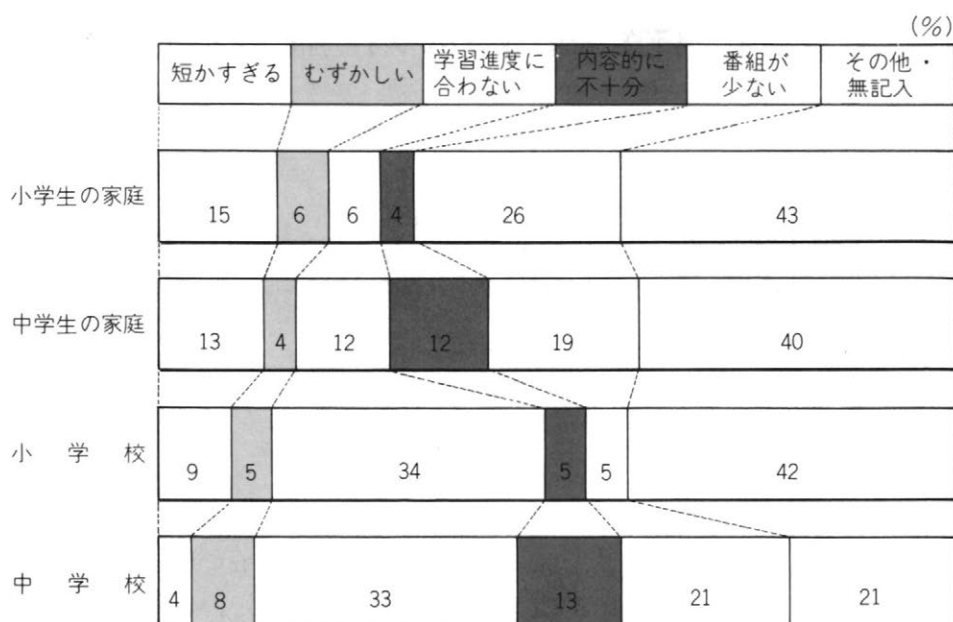 (%)
短かすぎる
むずかしい
学習進度に
合わない
内容的に
不十分
番組が
少ない
その他・
無記入
小学生の家庭
15 6 6 4 26 43
中学生の家庭
13 4 12 12 19 40
小学校
9 5 34 5 5 42
中学校
4 8 33 13 21 21